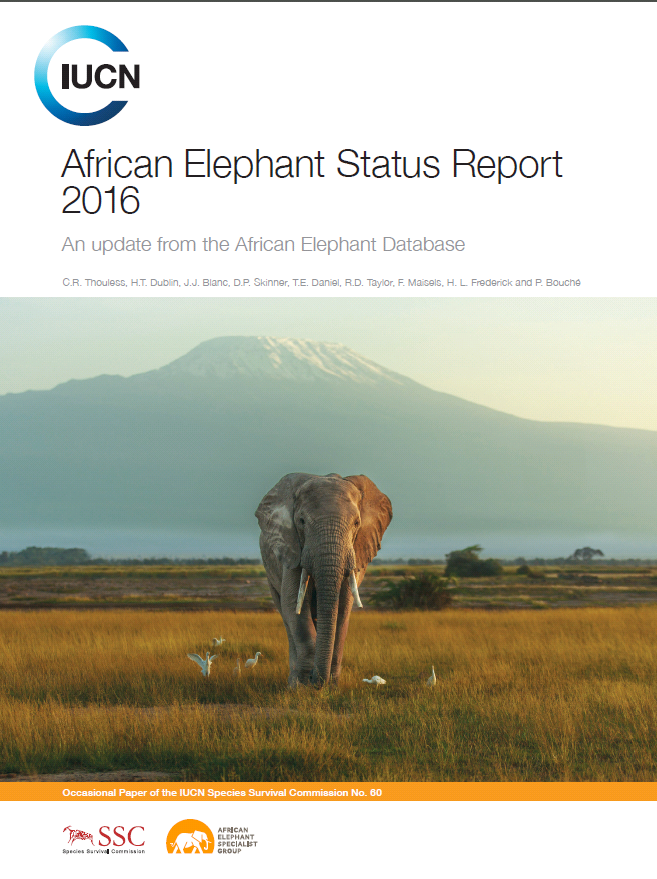 IUCN
African Elephant Status Report
2016
An update from the African Elephant Database
C.R. Thouless, H.T. Dublin, J.J. Blanc, D.P. Skinner, T.E. Daniel, R.D. Taylor, F. Maisels, H. L. Frederick and P. Bouché
Occasional Paper of the IUCN Species Survival Commission No. 60
SSC
Species Survival Commission
AFRICAN
ELEPHANT
SPECIALIST
GROUP